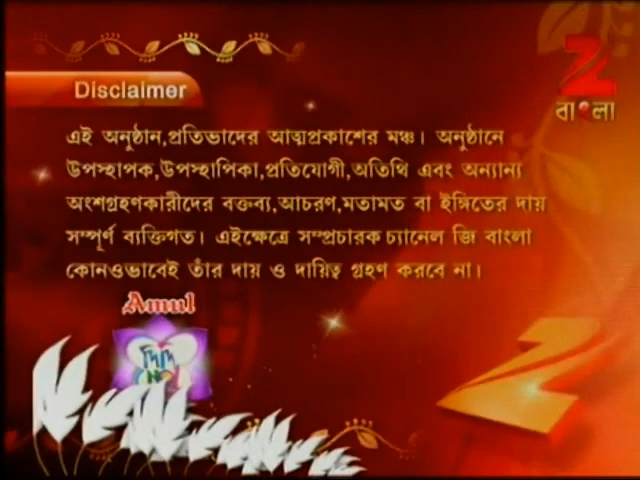 Disclaimer
বাংলা
এই অনুষ্ঠান,প্রতিভাদের আত্মপ্রকাশের মঞ্চ। অনুষ্ঠানে
উপস্থাপক,উপস্থাপিকা,প্রতিযোগী,অতিথি এবং অন্যান্য
অংশগ্রহণকারীদের বক্তব্য,আচরণ,মতামত বা ইঙ্গিতের দায়
সম্পূর্ণ ব্যক্তিগত। এইক্ষেত্রে সম্প্রচারক চ্যানেল জি বাংলা
কোনওভাবেই তাঁর দায় ও দায়িত্ব গ্রহণ করবে না।
Amul
দিদি
No1